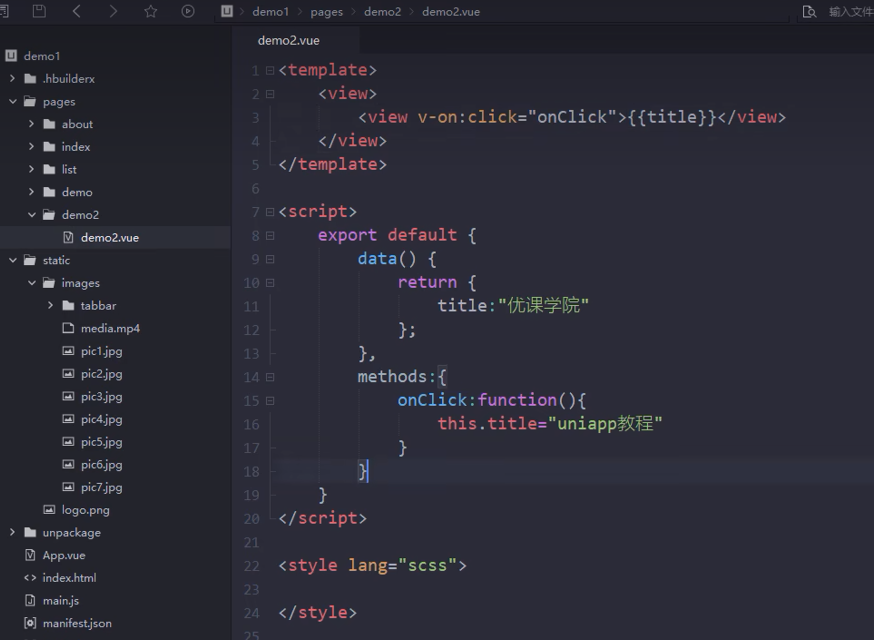 demo1 pages demo2 demo2.vue 输入文件
demo1
.hbuilderx
pages
about
index
list
demo
demo2
demo2.vue
static
images
tabbar
media.mp4
pic1.jpg
pic2.jpg
pic3.jpg
pic4.jpg
pic5.jpg
pic6.jpg
pic7.jpg
logo.png
unpackage
App.vue
index.html
main.js
manifest.json
demo2.vue
1 <template>
2 <view>
3 <view v-on:click="onClick">{{title}}</view>
4 </view>
5 </template>
6
7 <script>
8 export default {
9 data() {
10 return {
11 title:"优课学院"
12 };
13 },
14 methods:{
15 onClick:function(){
16 this.title="uniapp教程"
17 }
18 }
19 }
20 </script>
21
22 <style lang="scss">
23
24 </style>
25